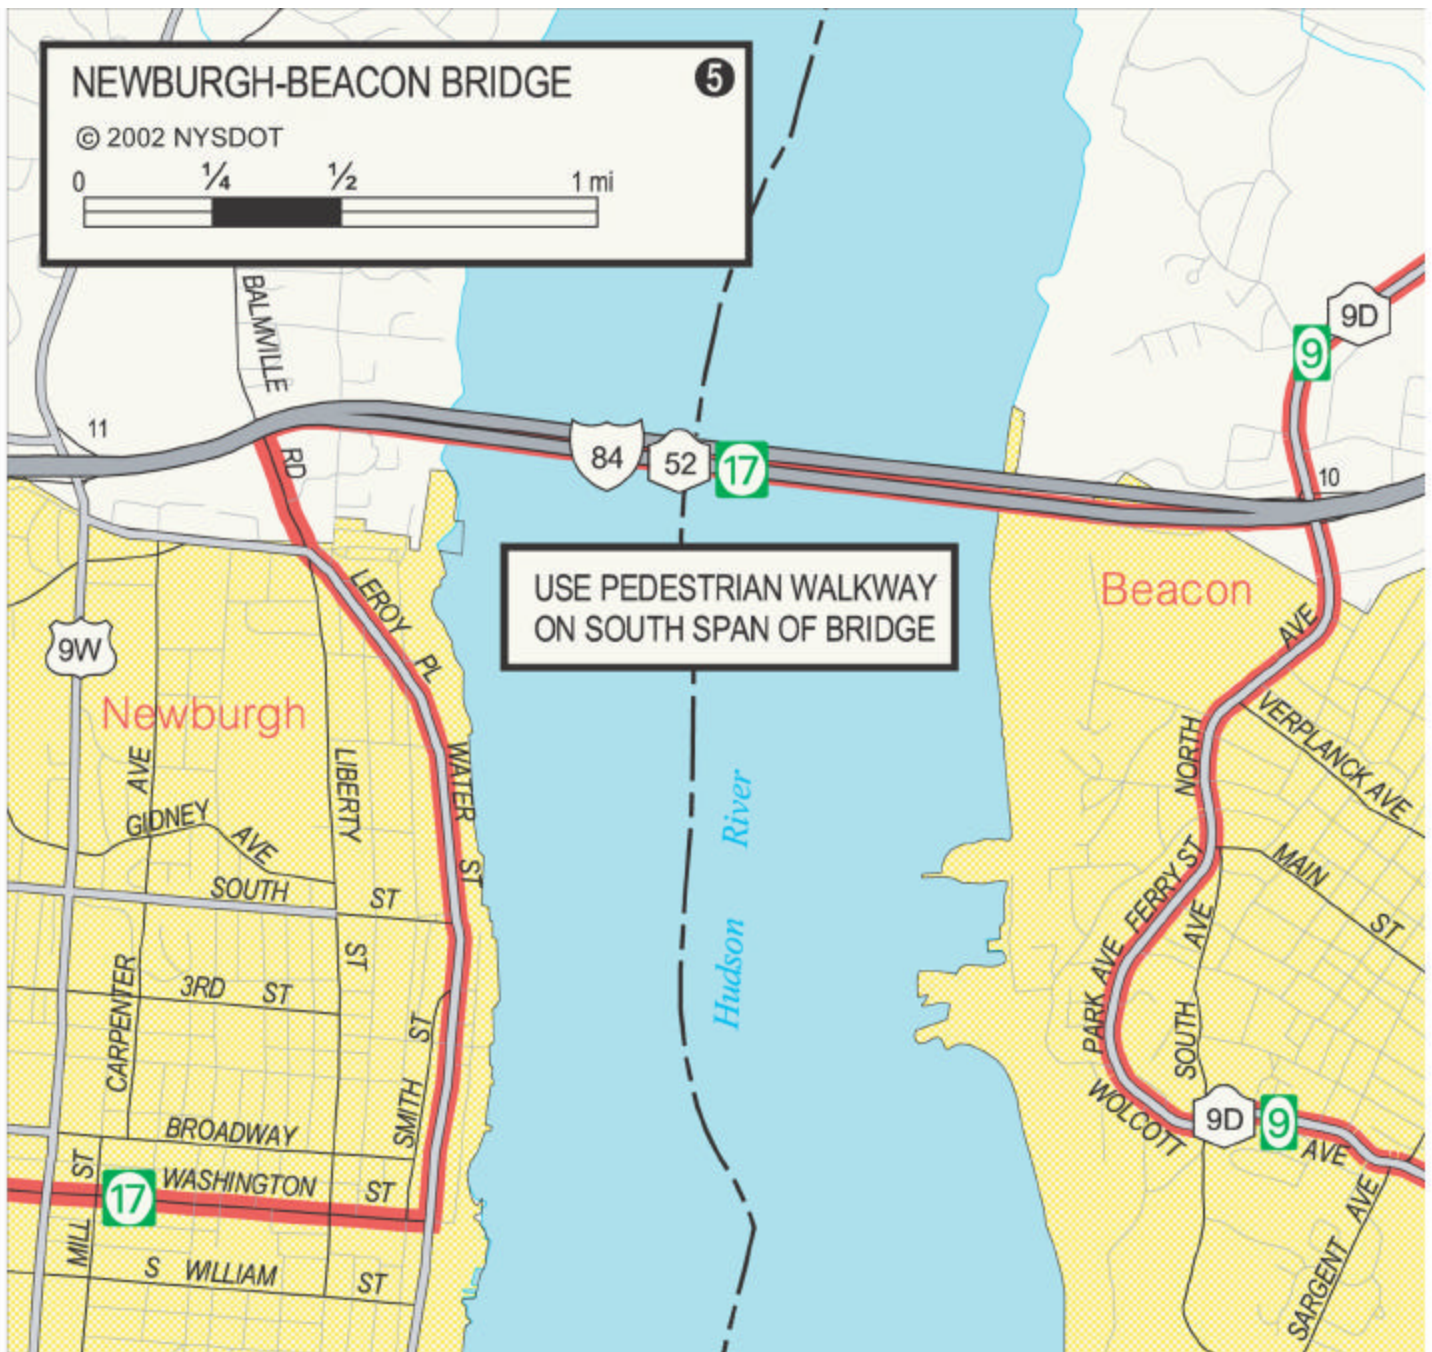 NEWBURGH-BEACON BRIDGE
5
© 2002 NYSDOT
0 ¼ ½ 1 mi
BALMVILLE
RD
11
9D
9
84
52
17
10
USE PEDESTRIAN WALKWAY
ON SOUTH SPAN OF BRIDGE
Beacon
9W
LEROY PL
AVE
Newburgh
NORTH
VERPLANCK AVE
WATER
ST
AVE
LIBERTY
ST
Hudson River
GIDNEY
AVE
MAIN
ST
FERRY ST
SOUTH ST
AVE
PARK AVE
3RD ST
CARPENTER
SMITH
ST
SOUTH
WOLCOTT
9D
9
AVE
BROADWAY
ST
17
WASHINGTON ST
MILL
SARGENT
AVE
S WILLIAM ST